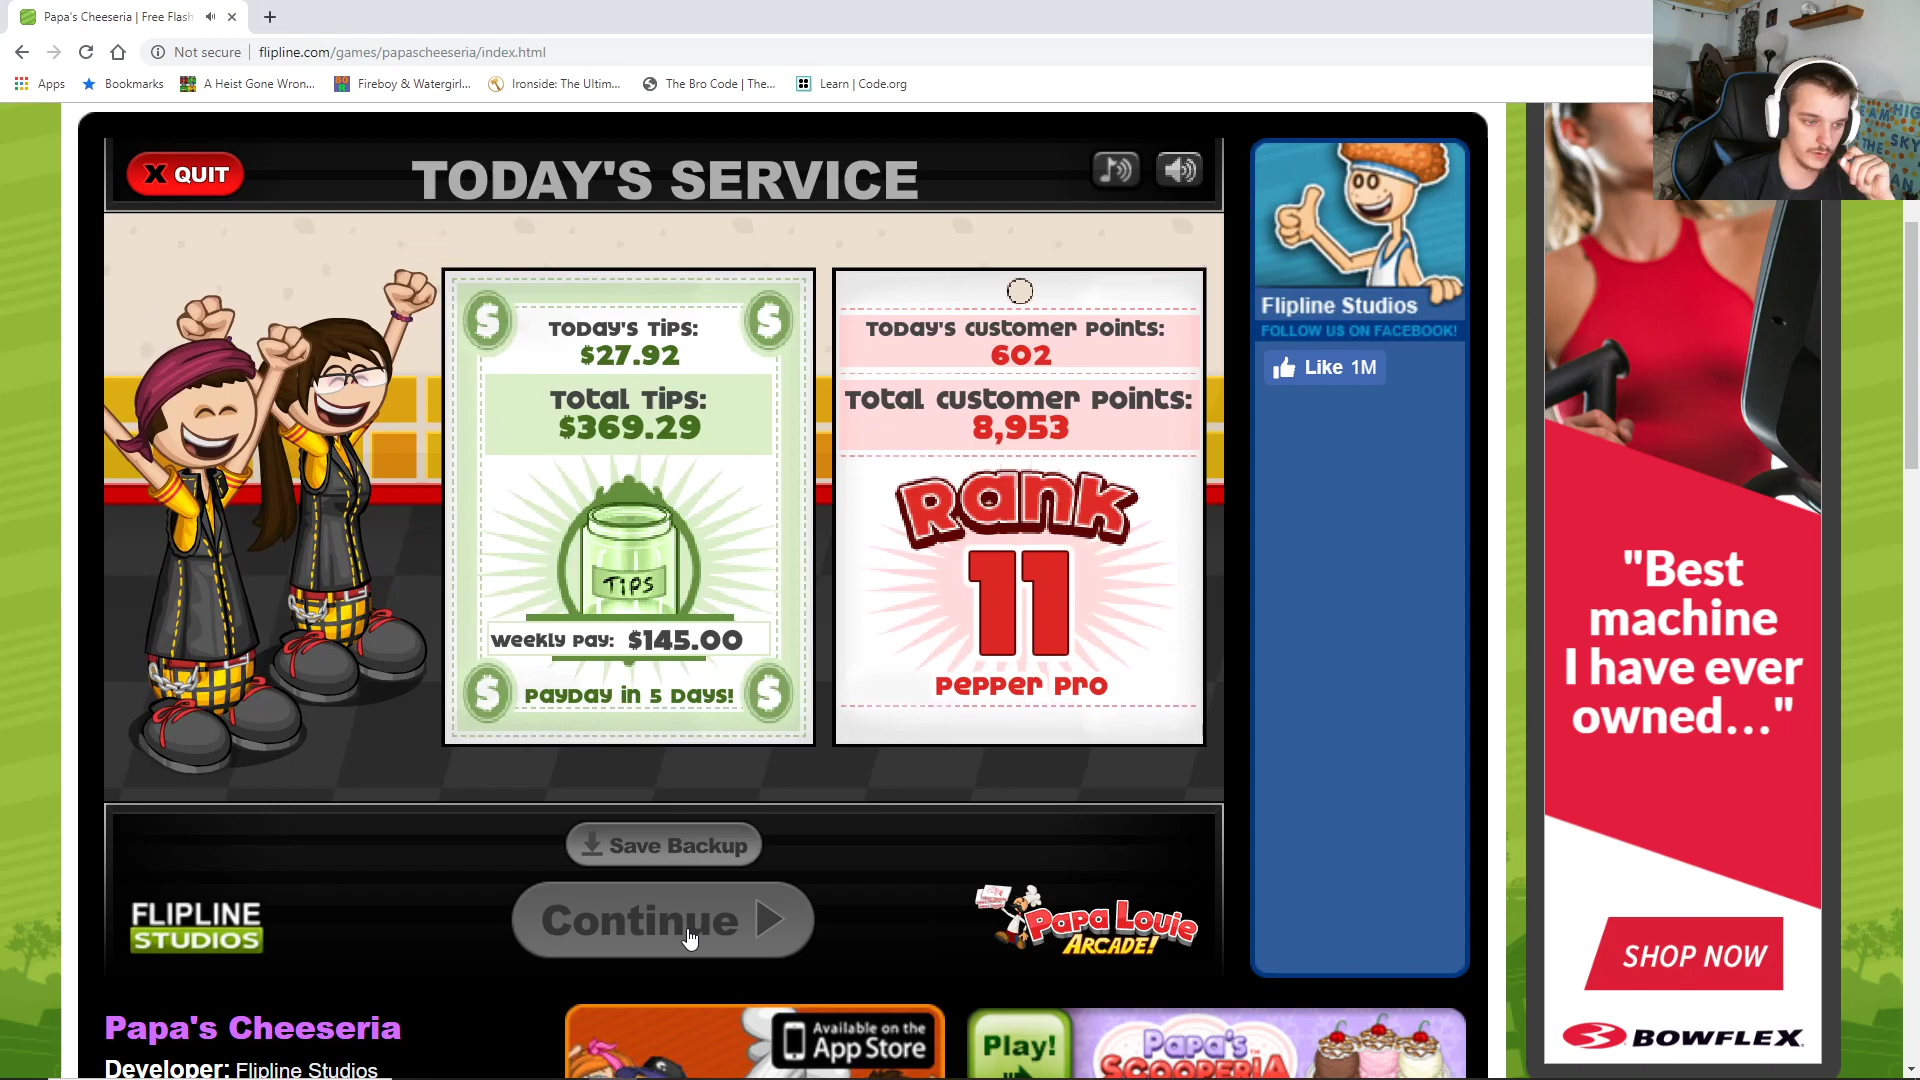 Papa's Cheeseria | Free Flash
Not secure
flipline.com/games/papascheeseria/index.html
Apps
Bookmarks
A Heist Gone Wron...
Fireboy & Watergirl...
Ironside: The Ultim...
The Bro Code | The...
Learn | Code.org
X QUIT
TODAY'S SERVICE
Today's Tips:
$27.92
Total Tips:
$369.29
TiPS
Weekly Pay: $145.00
Payday in 5 Days!
Today's Customer Points:
602
Total Customer Points:
8,953
Rank
11
Pepper Pro
Flipline Studios
FOLLOW US ON FACEBOOK!
Like 1M
THE SKY
Save Backup
Continue
FLIPLINE
STUDIOS
Papa Louie
ARCADE!
"Best
machine
I have ever
owned..."
SHOP NOW
BOWFLEX
Papa's Cheeseria
Developer: Flipline Studios
Available on the
App Store
Play!
Papa's
SCOOPERIA